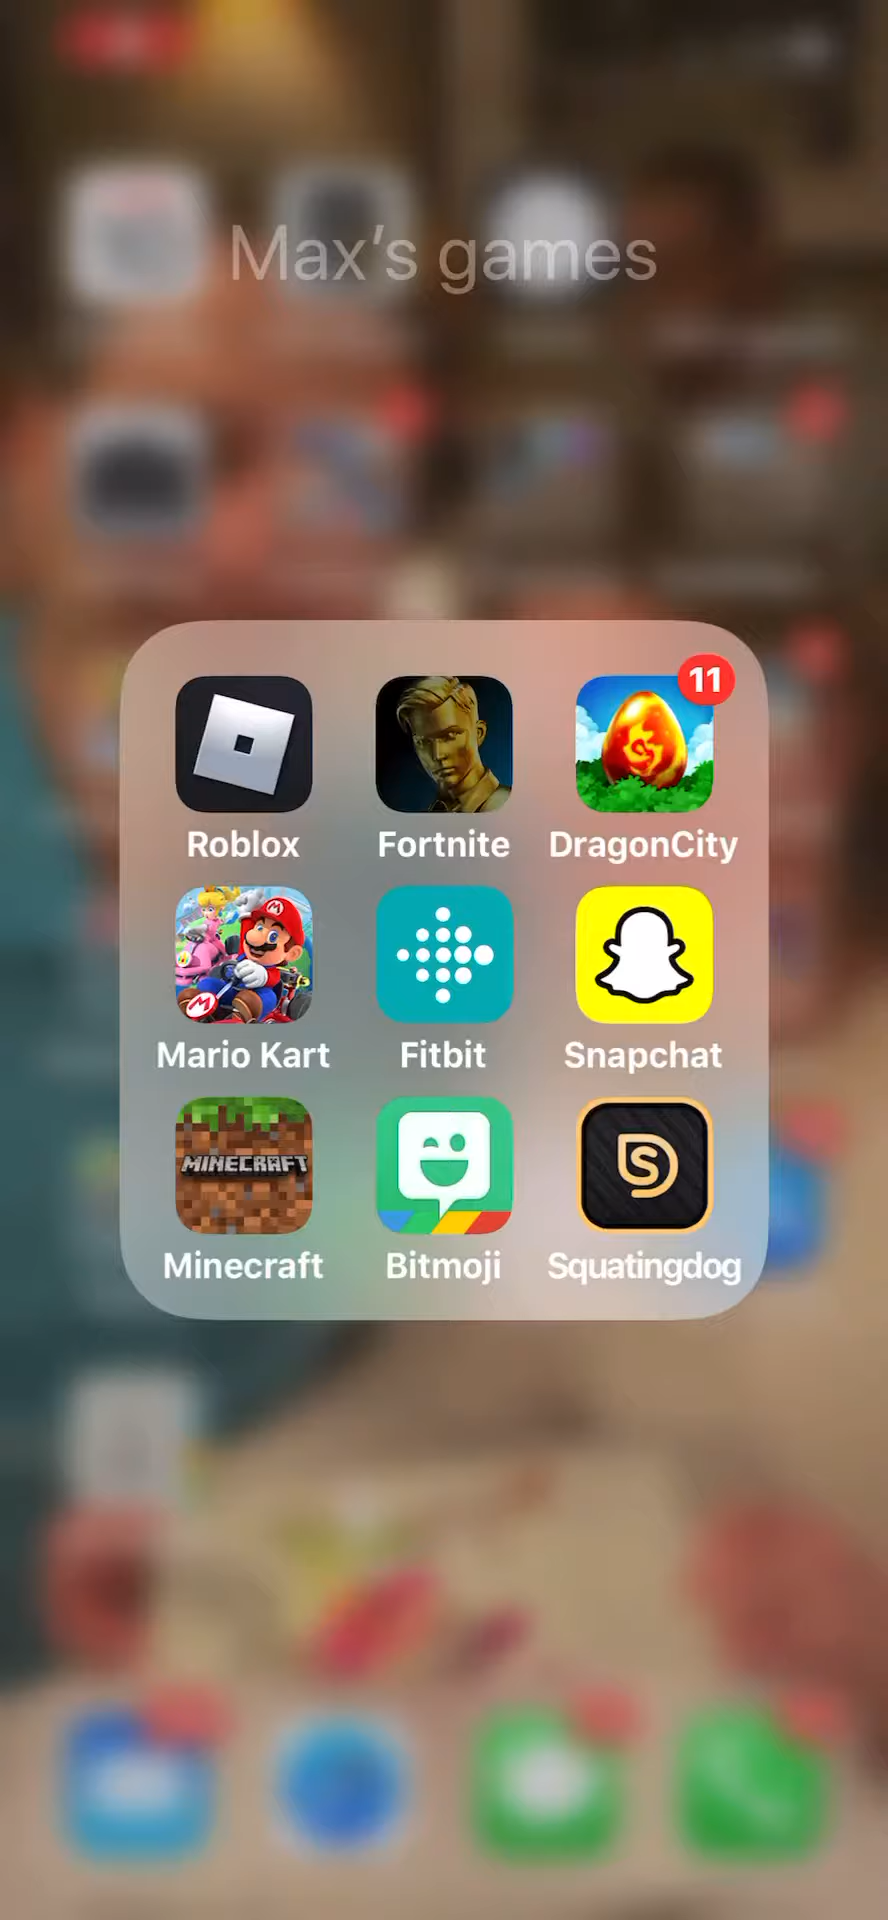 Max's games
11
Roblox
Fortnite
DragonCity
Mario Kart
Fitbit
Snapchat
MINECRAFT
Minecraft
Bitmoji
Squatingdog